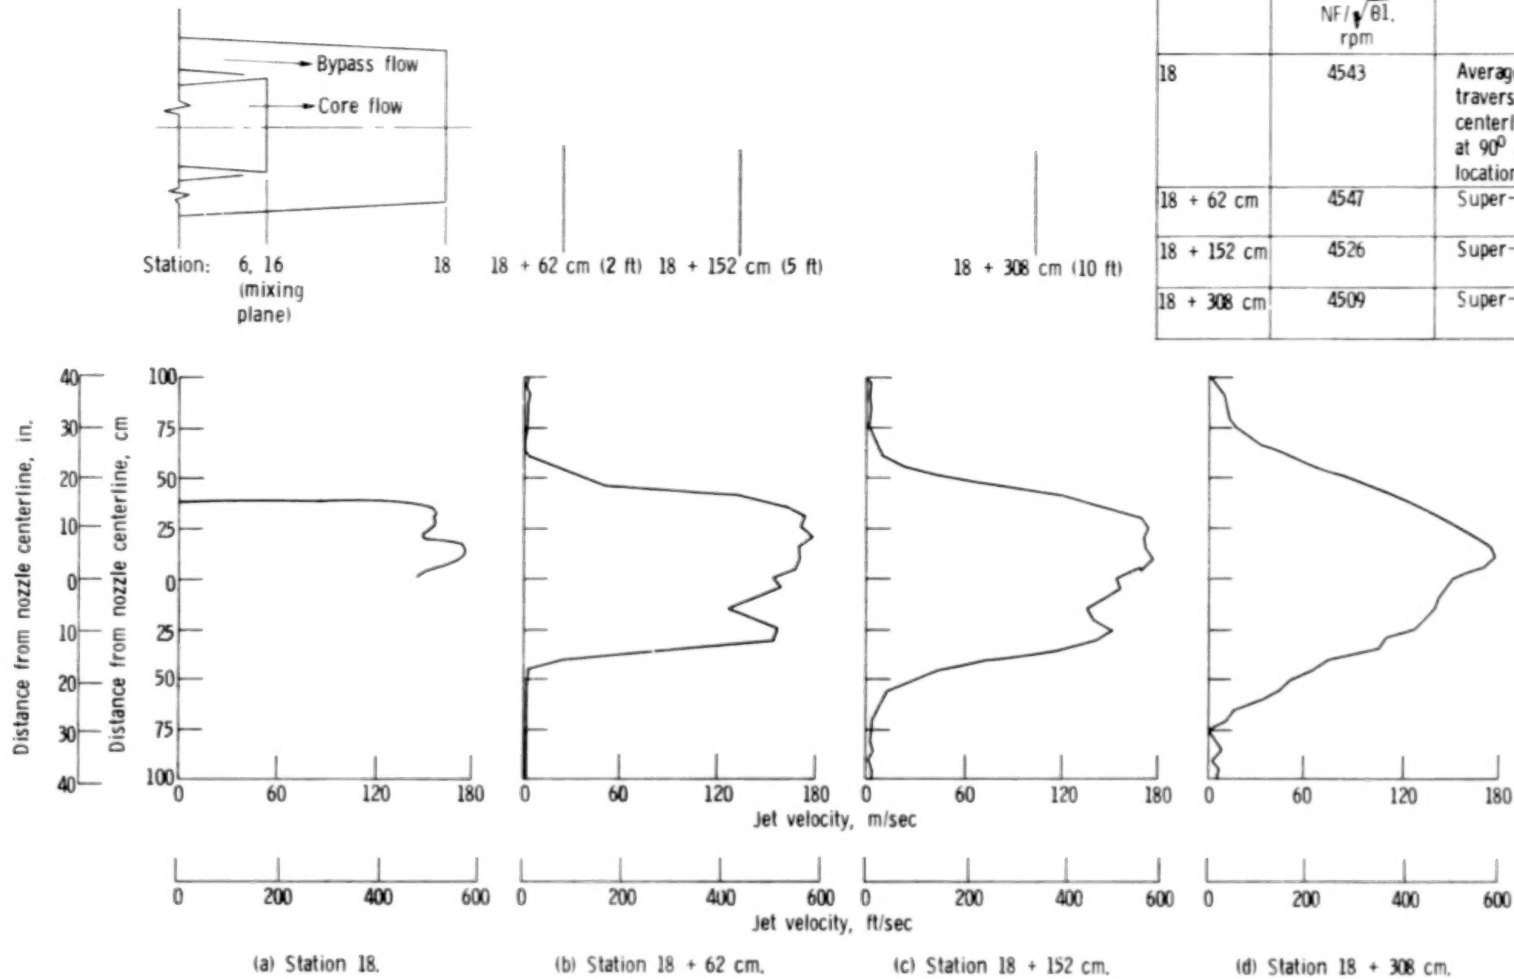 Bypass flow
Core flow
Station: 6, 16 18 18 + 62 cm (2 ft) 18 + 152 cm (5 ft) 18 + 308 cm (10 ft)
(mixing
plane)
NF/√θ1,
rpm
18 4543 Averag
travers
center
at 90⁰
location
18 + 62 cm 4547 Super-
18 + 152 cm 4526 Super-
18 + 308 cm 4509 Super-
Distance from nozzle centerline, in.
40
30
20
10
0
10
20
30
40
Distance from nozzle centerline, cm
100
75
50
25
0
25
50
75
100
0 120 180 0 60 120 180 0 60 120 180 0 60 120 180
Jet velocity, m/sec
0 200 400 600 0 200 400 600 0 200 400 600 0 200 400 600
Jet velocity, ft/sec
(a) Station 18. (b) Station 18 + 62 cm. (c) Station 18 + 152 cm. (d) Station 18 + 308 cm.